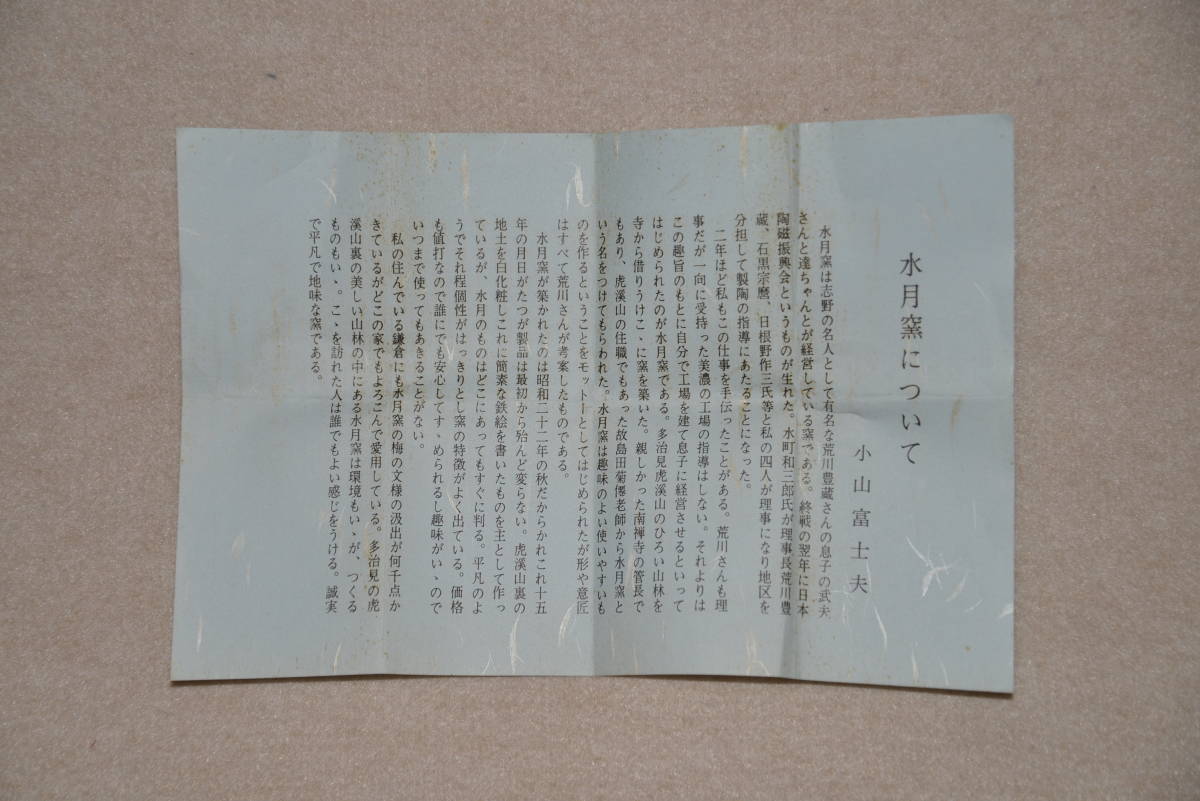 水月窯について
小山富士夫
水月窯は志野の名人として有名な荒川豊蔵さんの息子の武夫
さんと達ちゃんとが経営している窯である。終戦の翌年に日本
陶磁振興会というものが生れた。水町和三郎氏が理事長荒川豊
蔵、石黒宗麿、日根野作三氏等と私の四人が理事になり地区を
分担して製陶の指導にあたることになった。
二年ほど私もこの仕事を手伝ったことがある。荒川さんも理
事だが一向に受持った美濃の工場の指導はしない。それよりは
この趣旨のもとに自分で工場を建て息子に経営させるといって
はじめられたのが水月窯である。多治見虎溪山のひろい山林を
寺から借りうけこゝに窯を築いた。親しかった南禅寺の管長で
もあり、虎溪山の住職でもあった故島田菊僊老師から水月窯と
いう名をつけてもらわれた。水月窯は趣味のよい使いやすいも
のを作るということをモットーとしてはじめられたが形や意匠
はすべて荒川さんが考案したものである。
水月窯が築かれたのは昭和二十二年の秋だからかれこれ十五
年の月日がたつが製品は最初から殆んど変らない。虎溪山裏の
地土を白化粧しこれに簡素な鉄絵を書いたものを主として作っ
ているが、水月のものはどこにあってもすぐに判る。平凡のよ
うでそれ程個性がはっきりとし窯の特徴がよく出ている。価格
も値打なので誰にでも安心してすゝめられるし趣味がいゝので
いつまで使ってもあきることがない。
私の住んでいる鎌倉にも水月窯の梅の文様の汲出が何千点か
きているがどこの家でもよろこんで愛用している。多治見の虎
溪山裏の美しい山林の中にある水月窯は環境もいゝが、つくる
ものもいゝ。こゝを訪れた人は誰でもよい感じをうける。誠実
で平凡で地味な窯である。